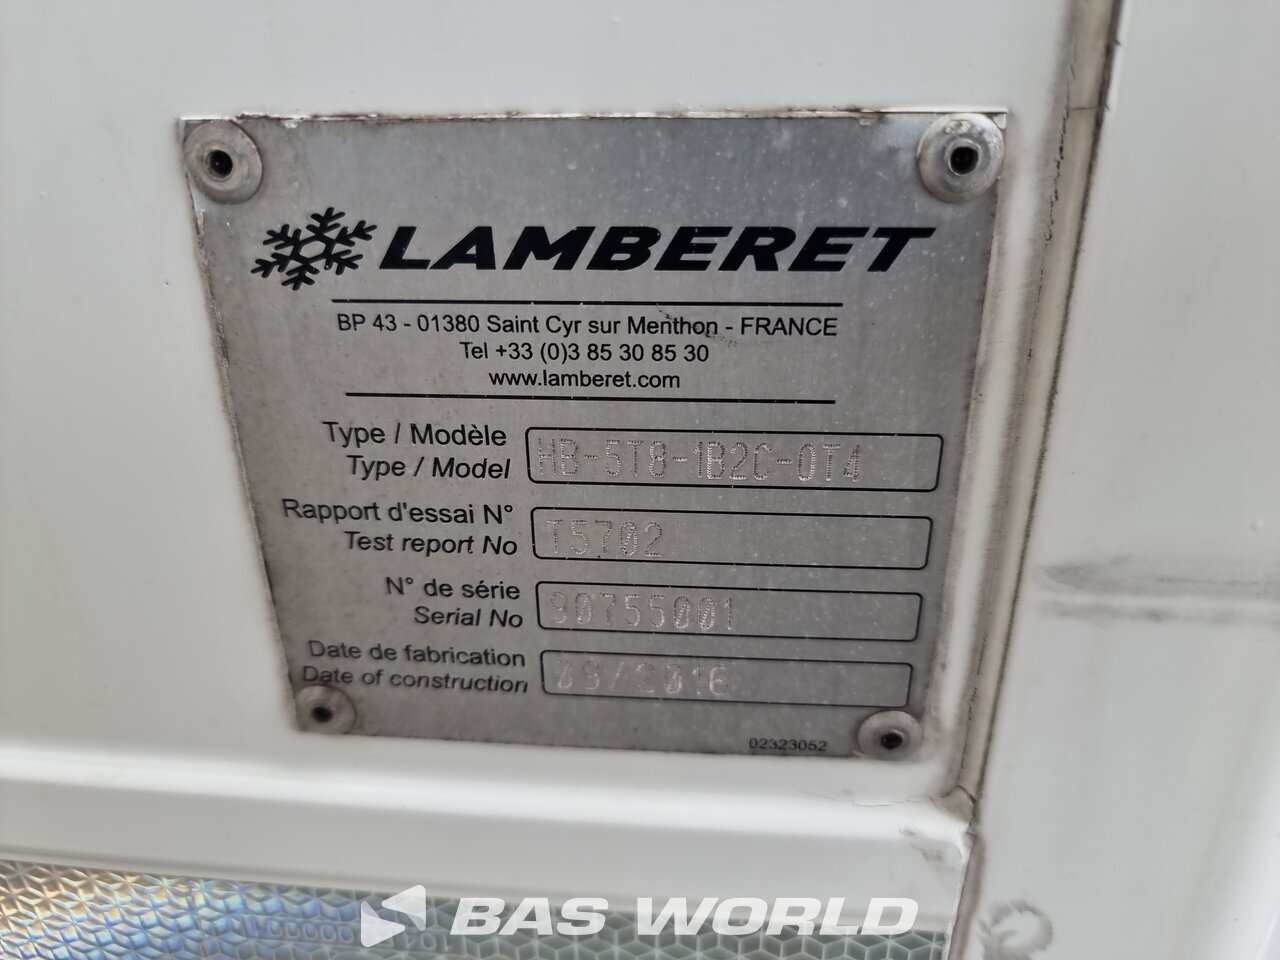 LAMBERET
BP 43 - 01380 Saint Cyr sur Menthon - FRANCE
Tel +33 (0)3 85 30 85 30
www.lamberet.com
Type / Modèle
Type / Model
HB-5T8-1B2C-0T4
Rapport d'essai N°
Test report No
T5702
N° de série
Serial No
90755001
Date de fabrication
Date of construction
09/2016
02323052
BAS WORLD